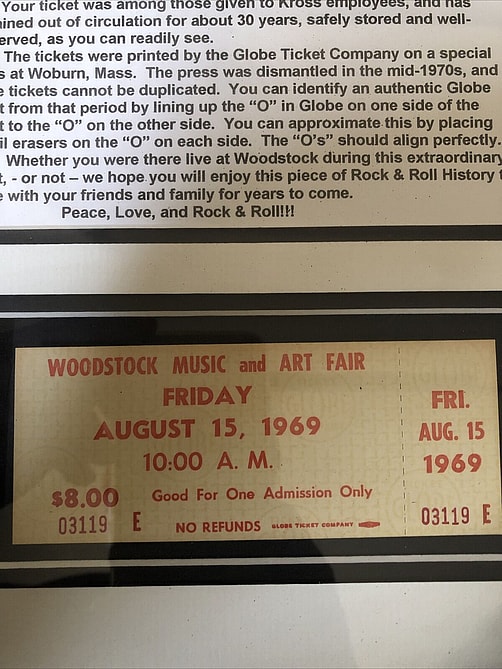 Your ticket was among those given to Kross employees, and has
ined out of circulation for about 30 years, safely stored and well-
erved, as you can readily see.
The tickets were printed by the Globe Ticket Company on a special
s at Woburn, Mass. The press was dismantled in the mid-1970s, and
e tickets cannot be duplicated. You can identify an authentic Globe
t from that period by lining up the “O” in Globe on one side of the
t to the “O” on the other side. You can approximate this by placing
il erasers on the “O” on each side. The “O’s” should align perfectly.
Whether you were there live at Woodstock during this extraordinary
t, - or not – we hope you will enjoy this piece of Rock & Roll History t
e with your friends and family for years to come.
Peace, Love, and Rock & Roll!!!
WOODSTOCK MUSIC and ART FAIR
FRIDAY
AUGUST 15, 1969
10:00 A. M.
$8.00 Good For One Admission Only
03119 E NO REFUNDS GLOBE TICKET COMPANY
FRI.
AUG. 15
1969
03119 E